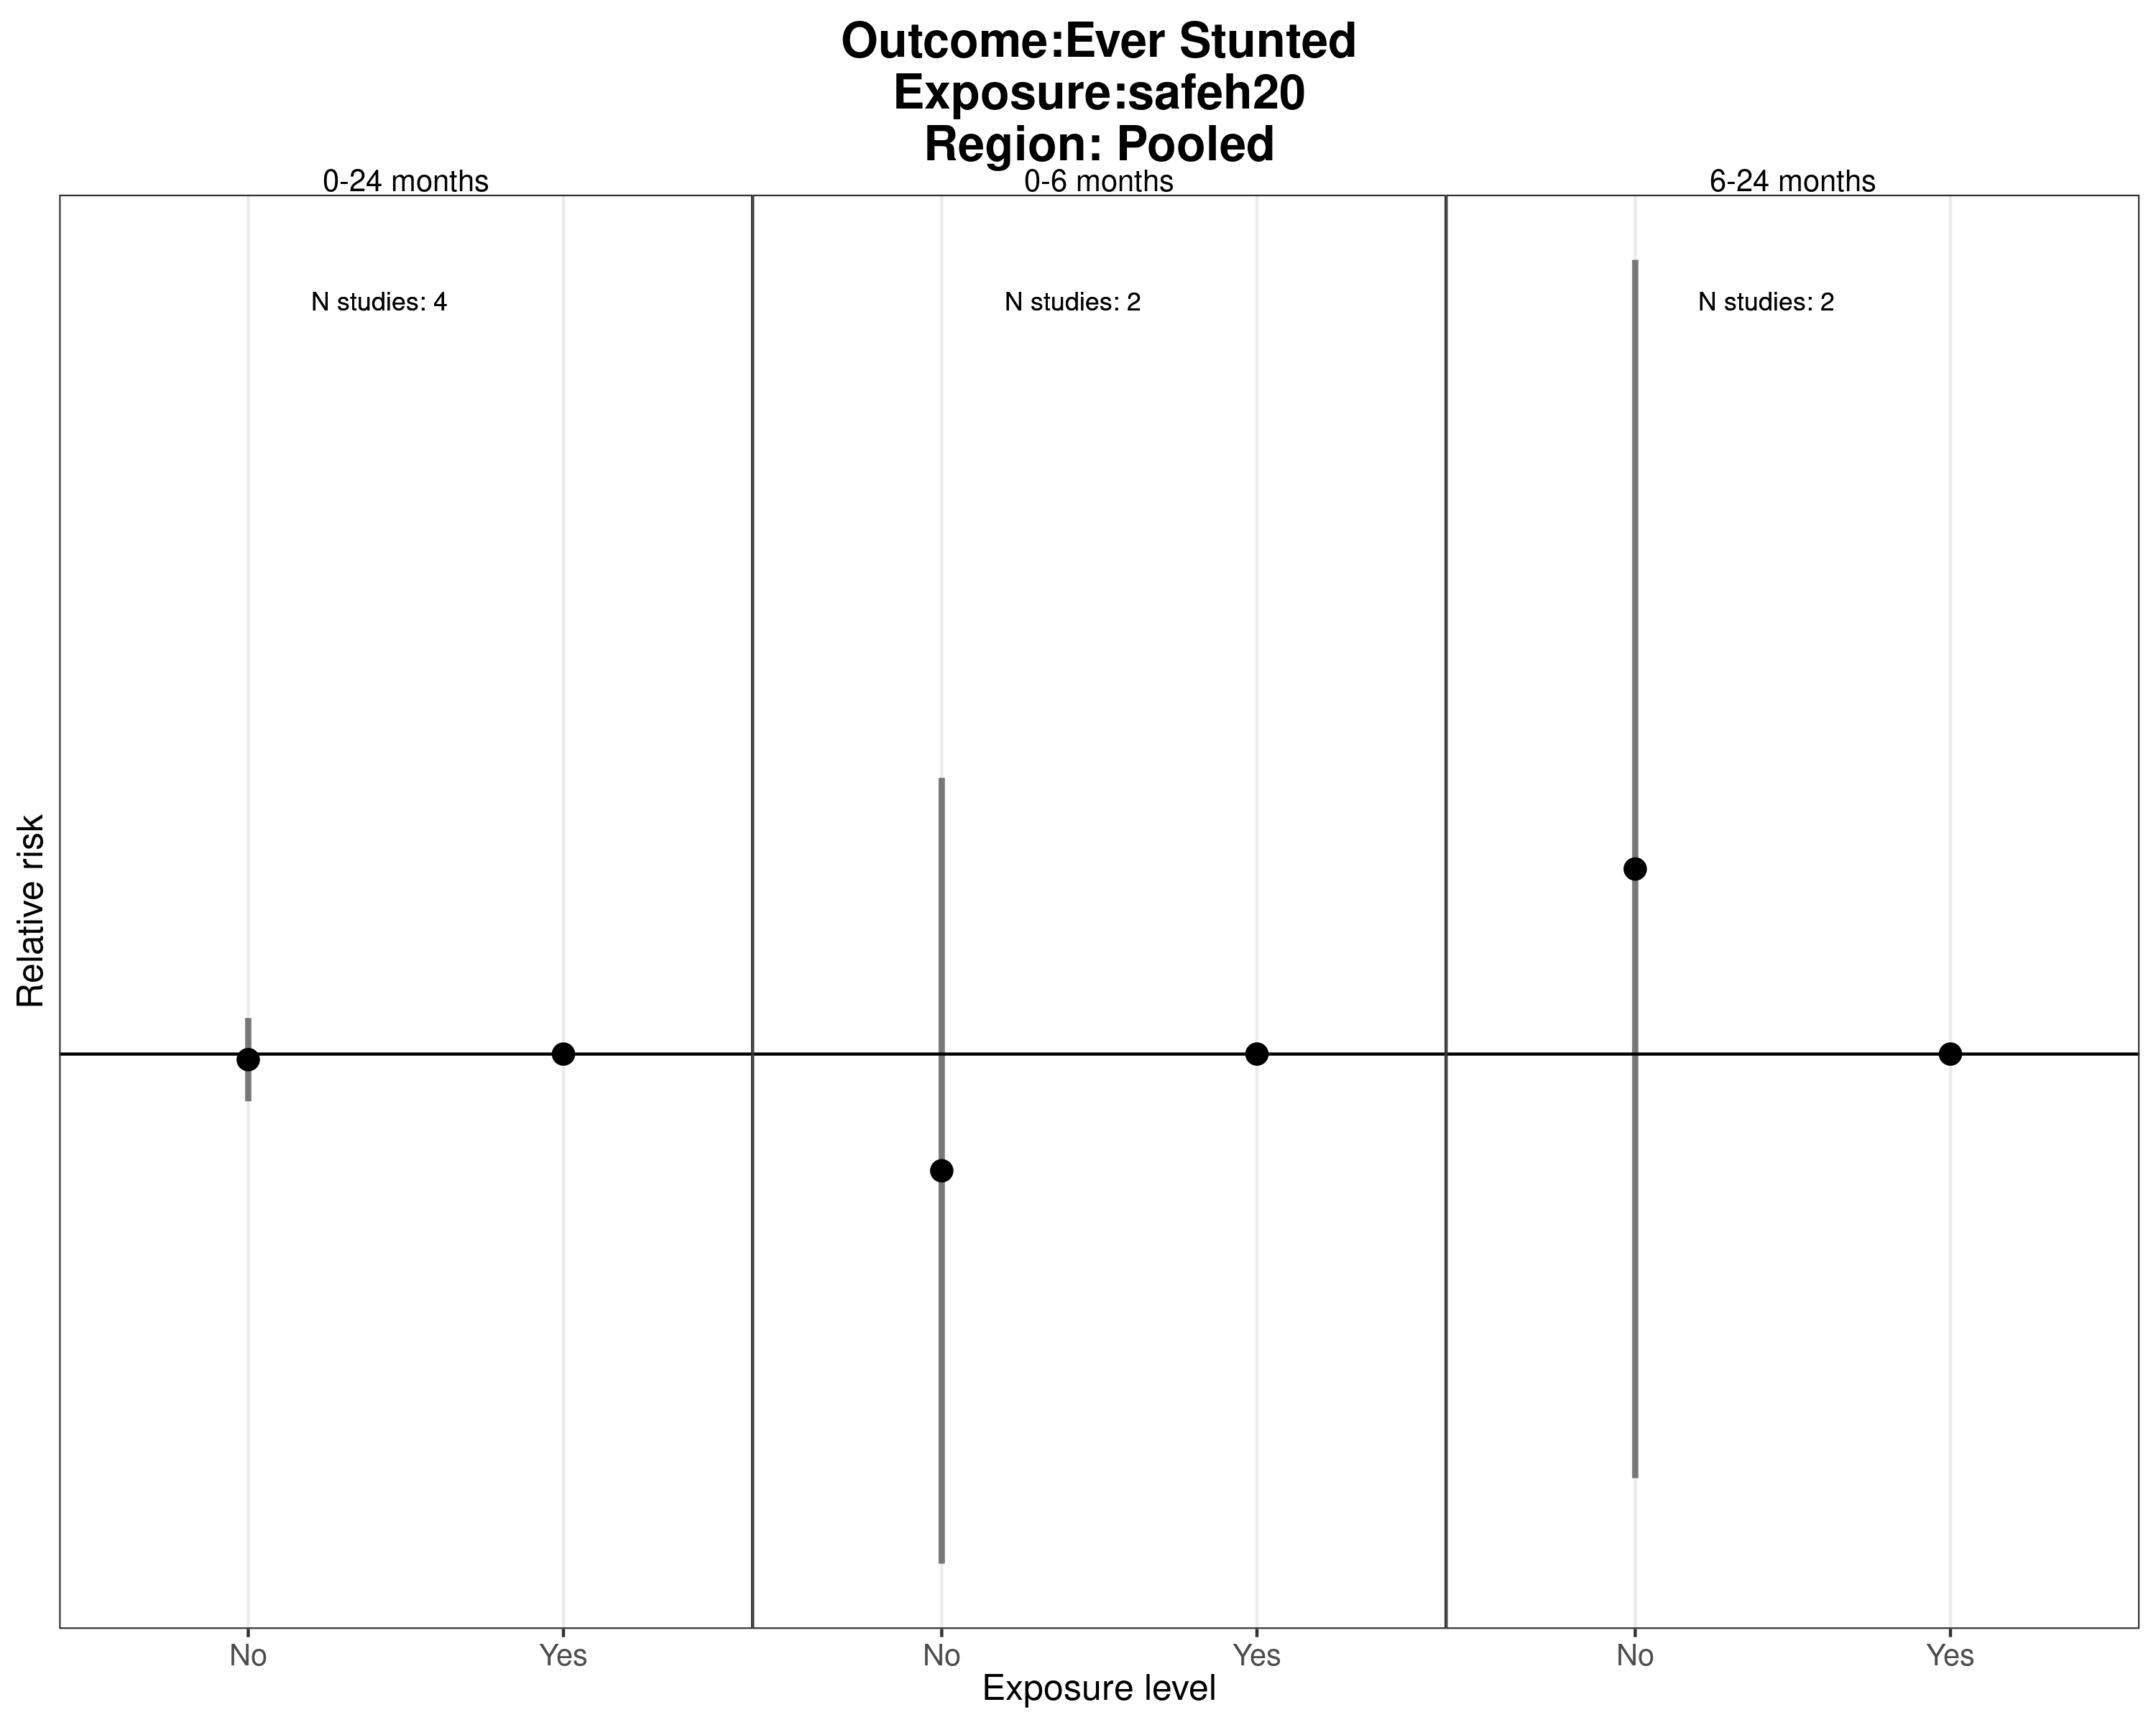 Outcome:Ever Stunted
Exposure:safeh20
Region: Pooled
0-24 months
0-6 months
6-24 months
N studies: 4
N studies: 2
N studies: 2
Relative risk
No
Yes
No
Yes
No
Yes
Exposure level